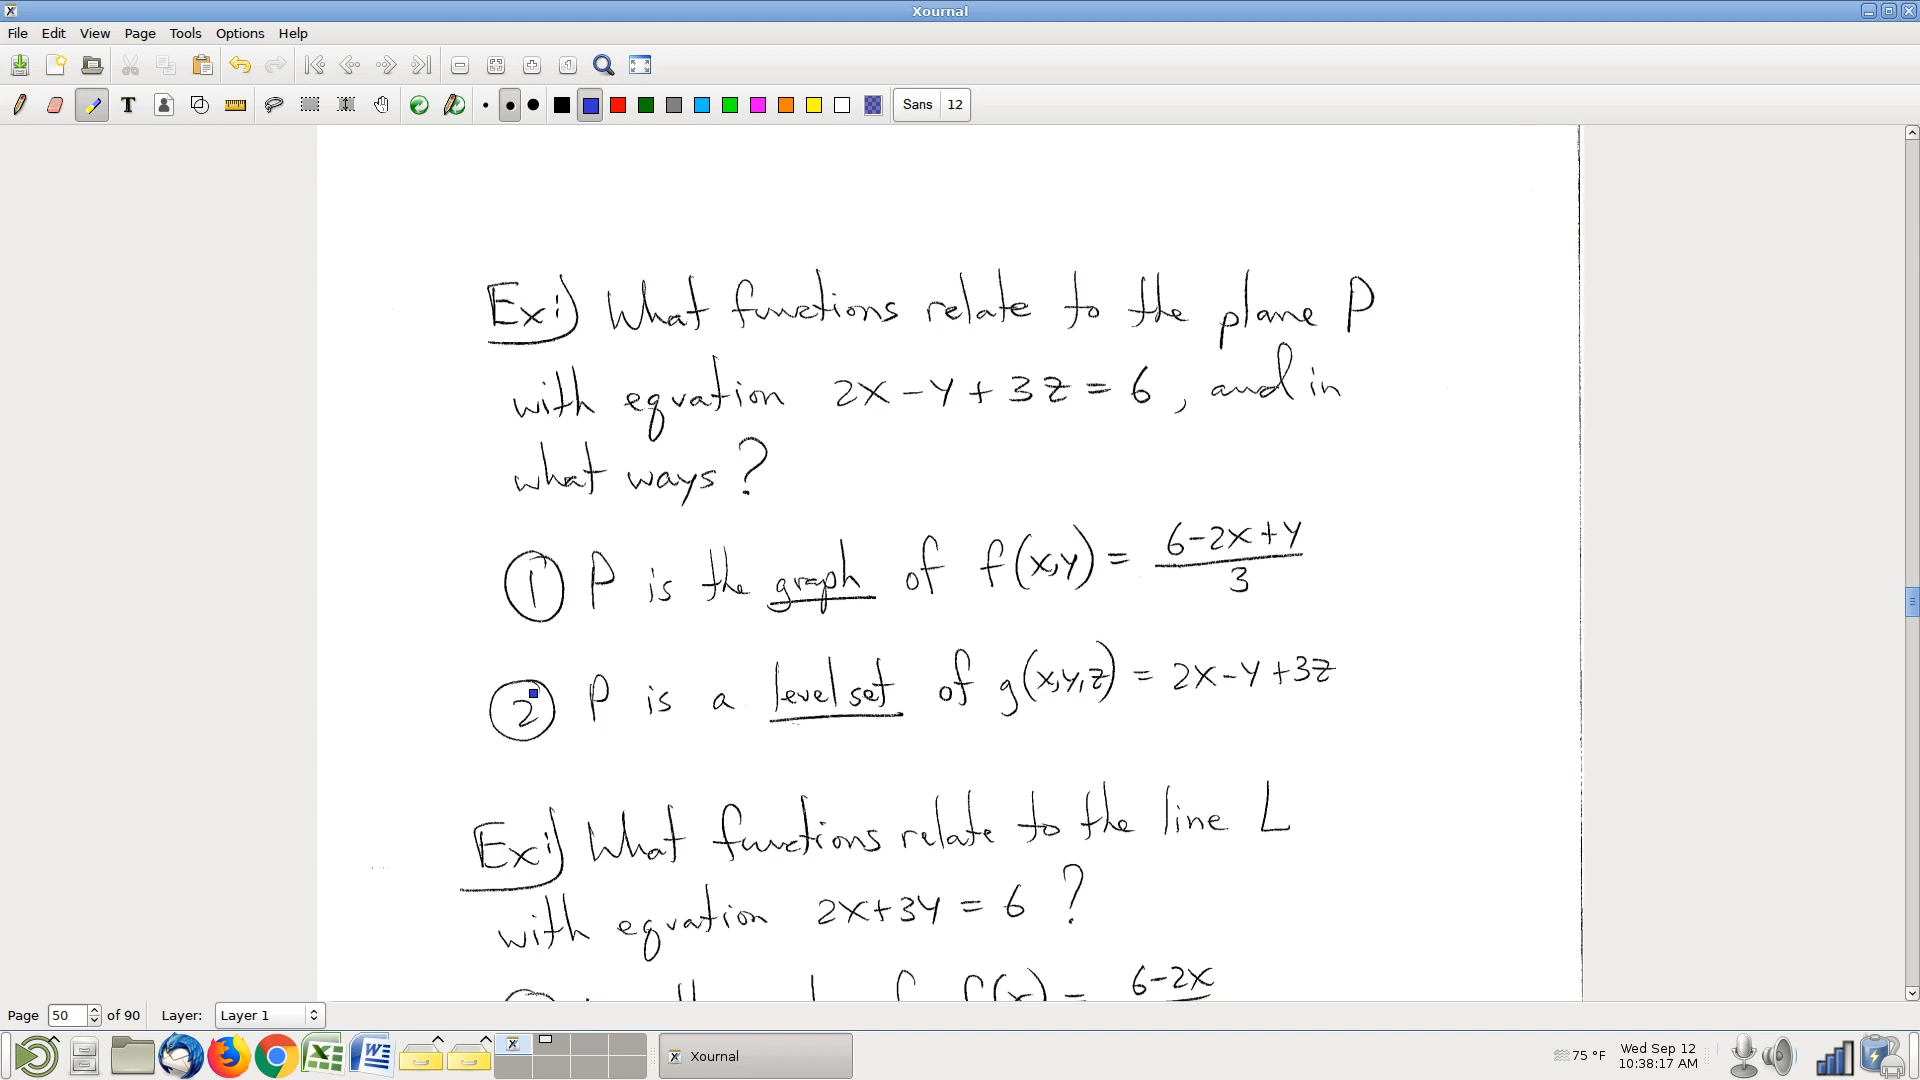 Xournal
File Edit View Page Tools Options Help
Sans 12
Ex:) What functions relate to the plane P
with equation 2x-y+3z=6, and in
what ways?
① P is the graph of f(x,y) = (6-2x+y)/3
② P is a level set of g(x,y,z) = 2x-y+3z
Ex:) What functions relate to the line L
with equation 2x+3y = 6 ?
f(x) = 6-2x
Page 50 of 90 Layer: Layer 1
Xournal
75 °F
Wed Sep 12
10:38:17 AM